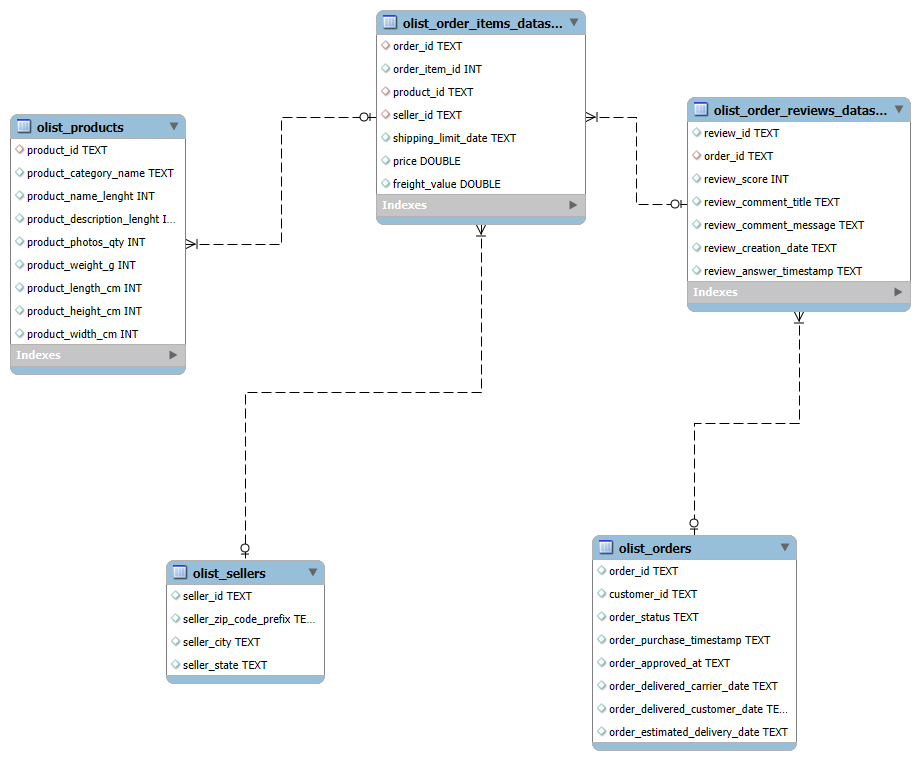 olist_order_items_datas...
order_id TEXT
order_item_id INT
product_id TEXT
seller_id TEXT
shipping_limit_date TEXT
price DOUBLE
freight_value DOUBLE
Indexes
olist_order_reviews_datas...
review_id TEXT
order_id TEXT
review_score INT
review_comment_title TEXT
review_comment_message TEXT
review_creation_date TEXT
review_answer_timestamp TEXT
Indexes
olist_products
product_id TEXT
product_category_name TEXT
product_name_lenght INT
product_description_lenght I...
product_photos_qty INT
product_weight_g INT
product_length_cm INT
product_height_cm INT
product_width_cm INT
Indexes
olist_sellers
seller_id TEXT
seller_zip_code_prefix TE...
seller_city TEXT
seller_state TEXT
olist_orders
order_id TEXT
customer_id TEXT
order_status TEXT
order_purchase_timestamp TEXT
order_approved_at TEXT
order_delivered_carrier_date TEXT
order_delivered_customer_date TE...
order_estimated_delivery_date TEXT